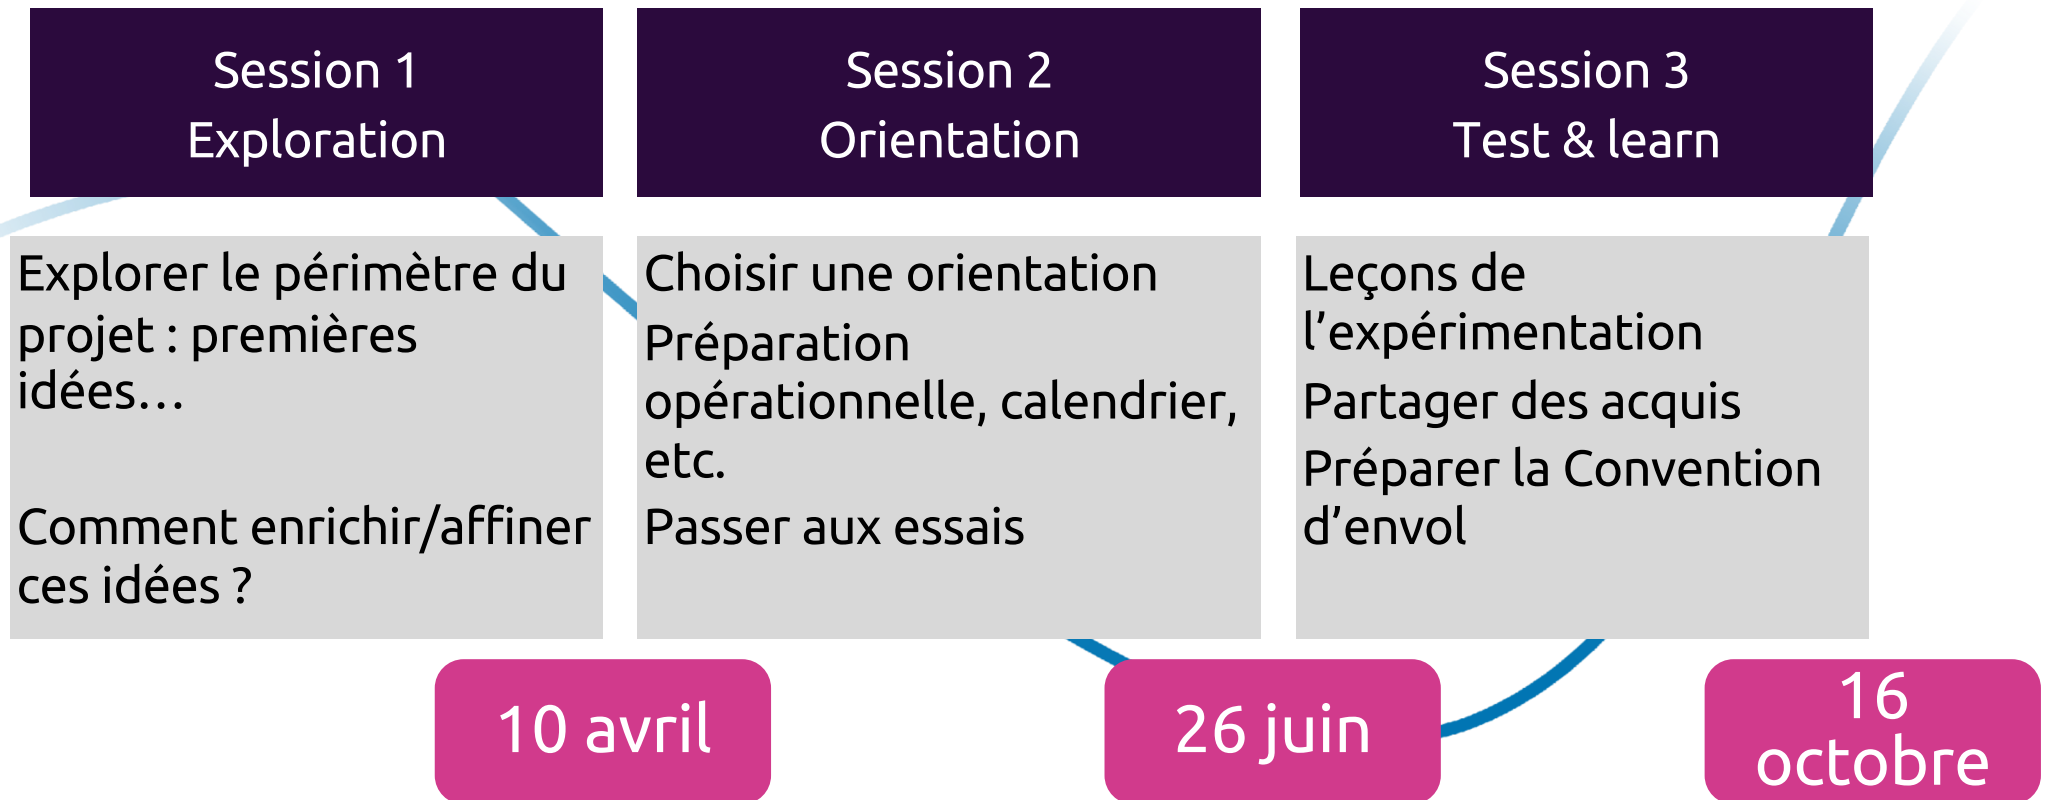 Session 1
Exploration
Session 2
Orientation
Session 3
Test & learn
Explorer le périmètre du
projet : premières
idées…
Comment enrichir/affiner
ces idées ?
Choisir une orientation
Préparation
opérationnelle, calendrier,
etc.
Passer aux essais
Leçons de
l’expérimentation
Partager des acquis
Préparer la Convention
d’envol
10 avril
26 juin
16
octobre